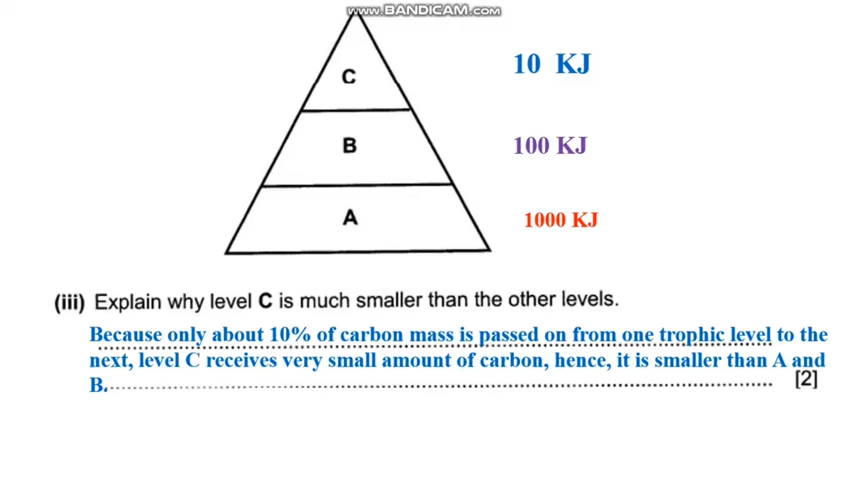 www.BANDICAM.com
C
10 KJ
B
100 KJ
A
1000 KJ
(iii) Explain why level C is much smaller than the other levels.
Because only about 10% of carbon mass is passed on from one trophic level to the
next, level C receives very small amount of carbon, hence, it is smaller than A and
B.
[2]